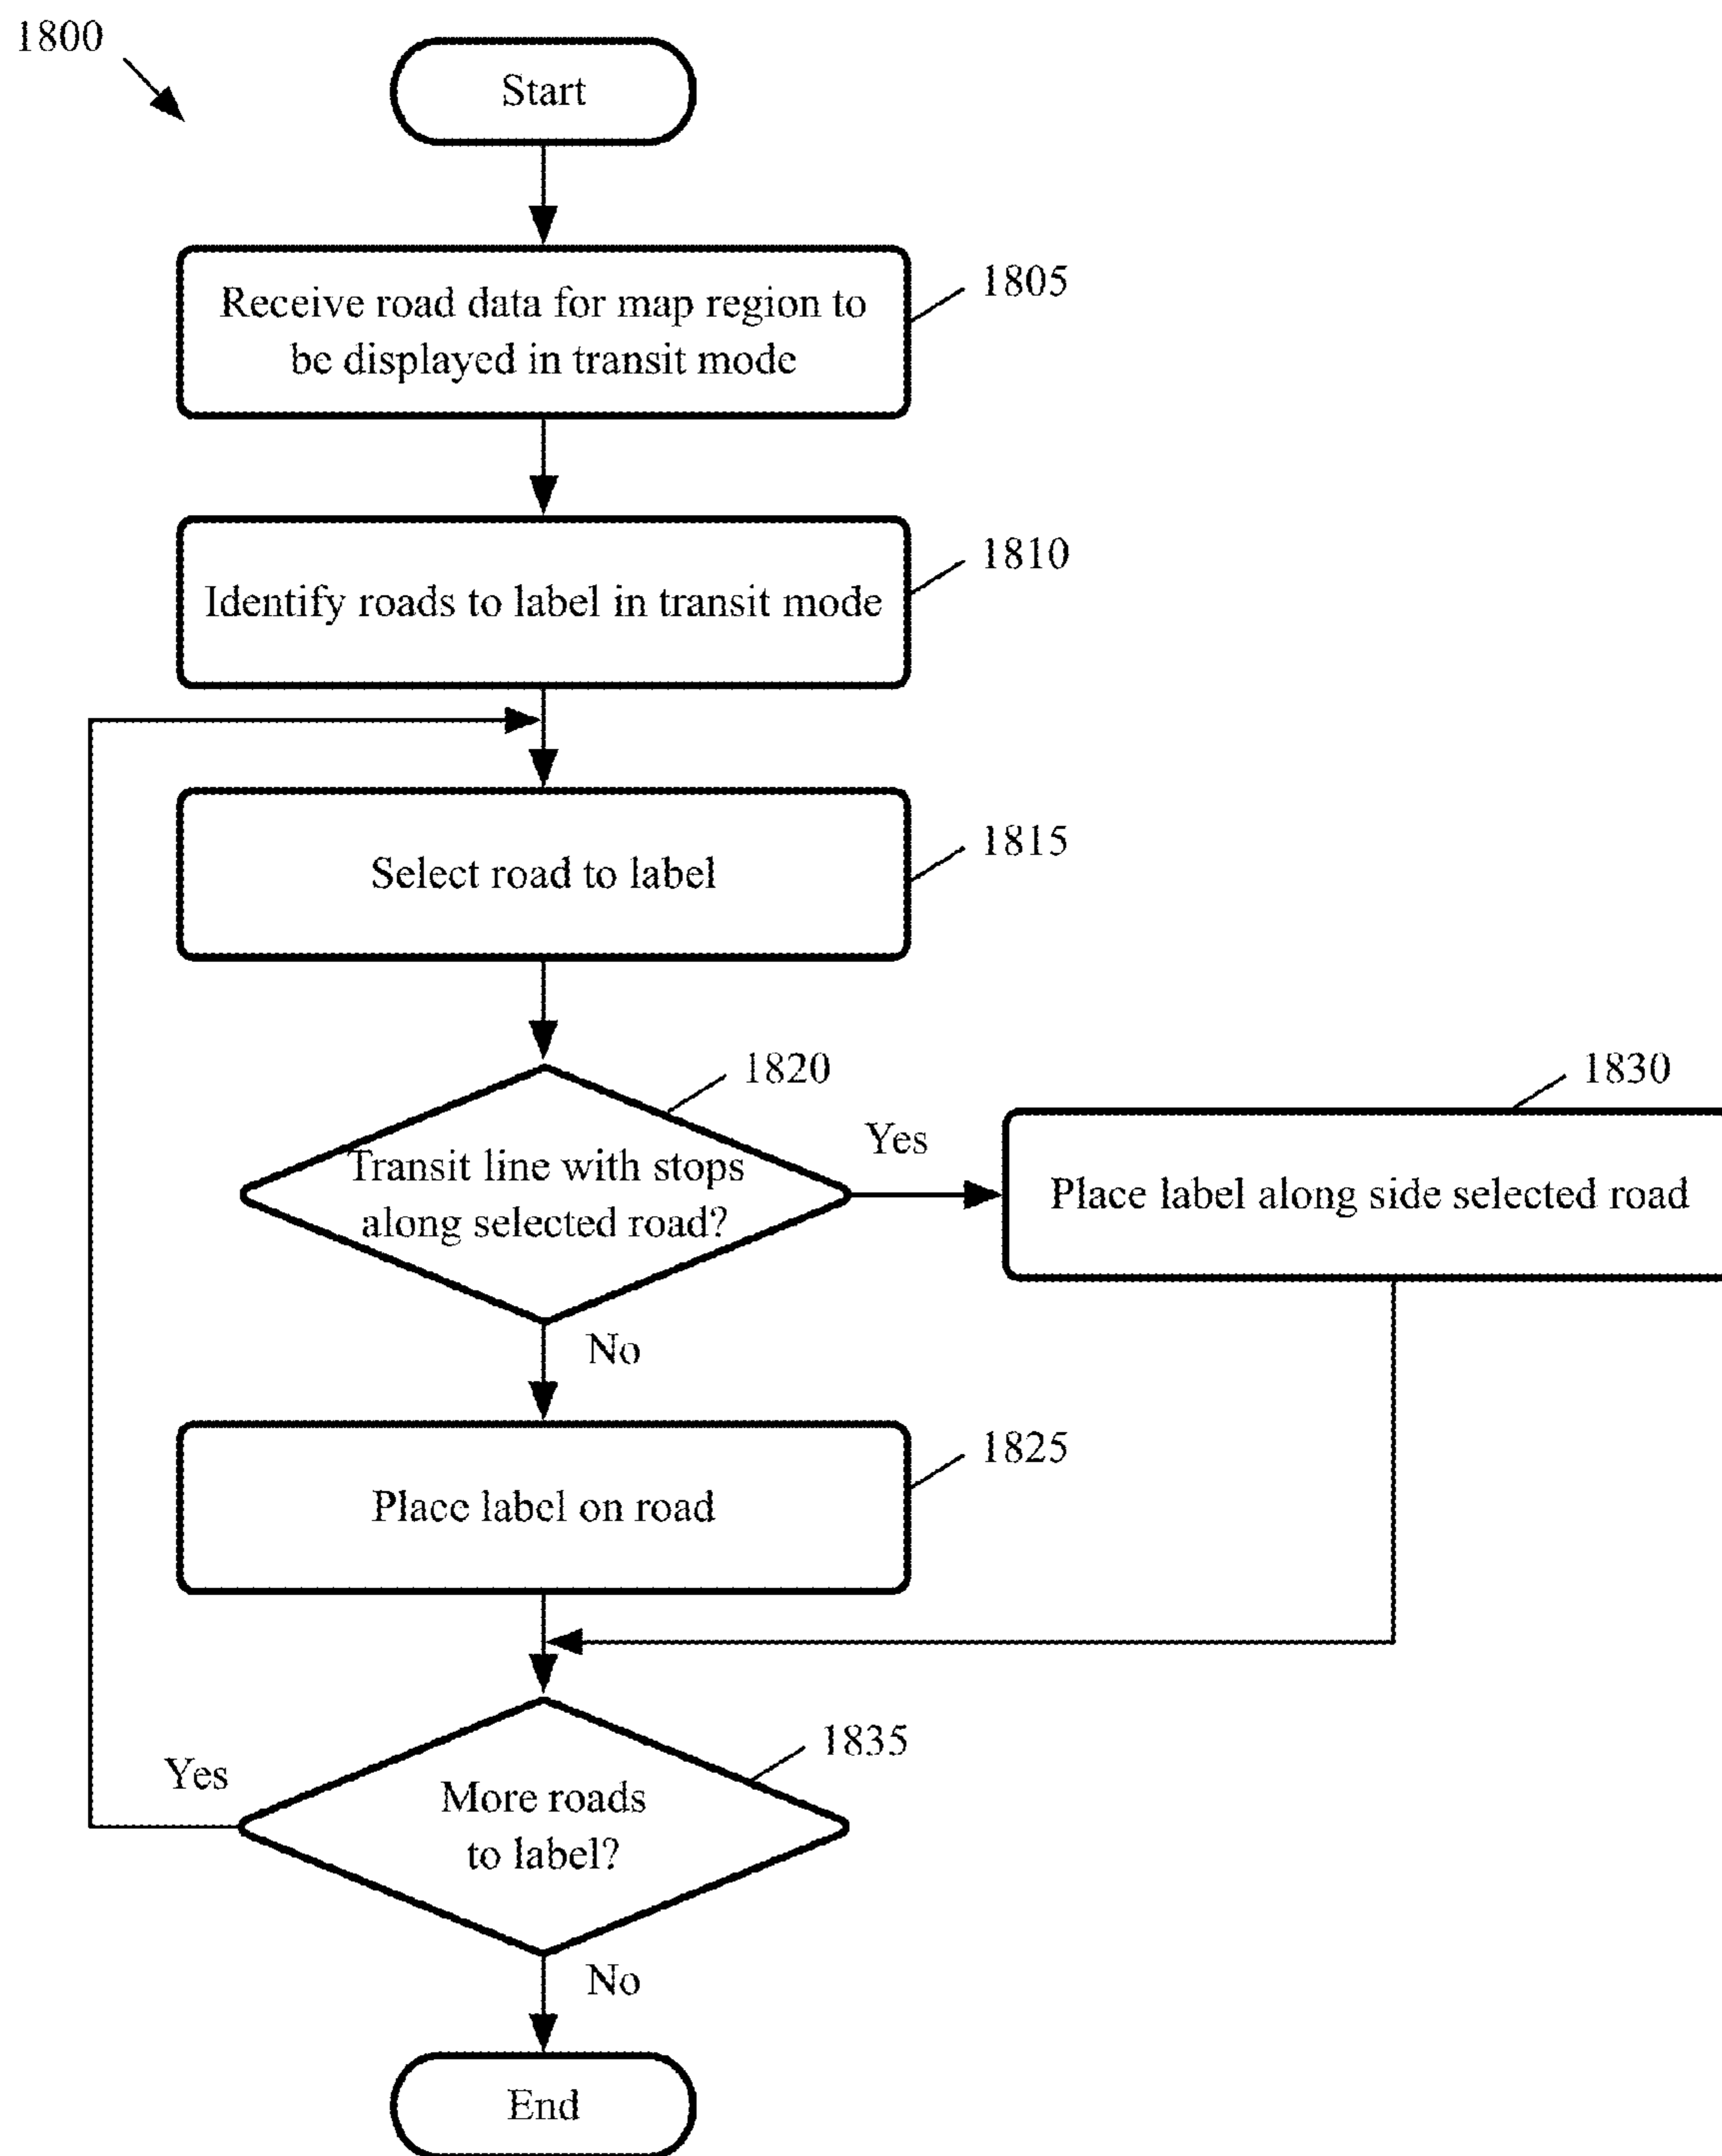 1800
Start
Receive road data for map region to
be displayed in transit mode
1805
Identify roads to label in transit mode
1810
Select road to label
1815
Transit line with stops
along selected road?
1820
Yes
Place label along side selected road
1830
No
Place label on road
1825
More roads
to label?
1835
Yes
No
End